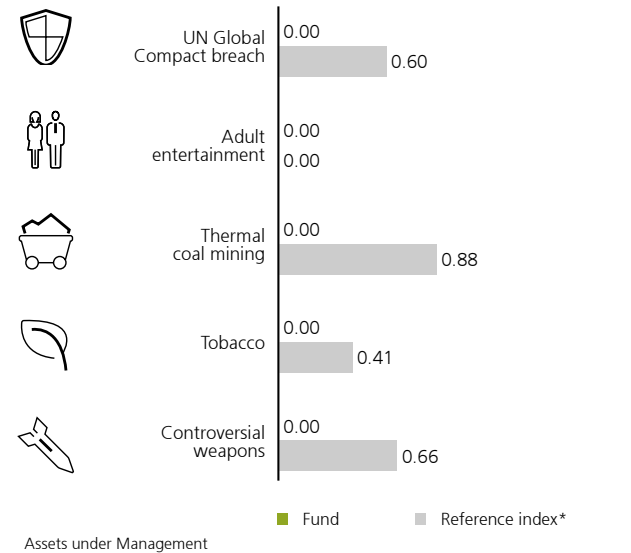 UN Global
Compact breach
0.00
0.60
Adult
entertainment
0.00
0.00
Thermal
coal mining
0.00
0.88
Tobacco
0.00
0.41
Controversial
weapons
0.00
0.66
Fund
Reference index*
Assets under Management